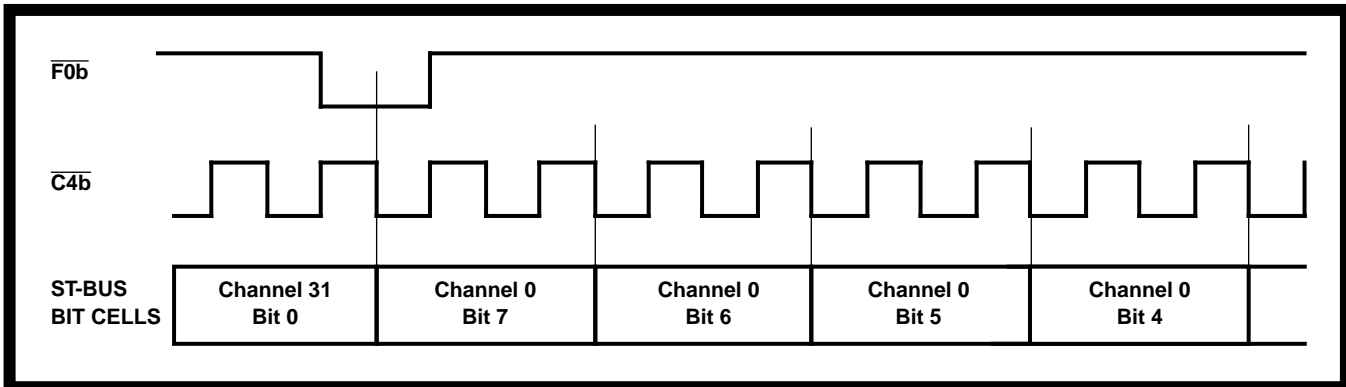 F0b
C4b
ST-BUS
BIT CELLS
Channel 31
Bit 0
Channel 0
Bit 7
Channel 0
Bit 6
Channel 0
Bit 5
Channel 0
Bit 4